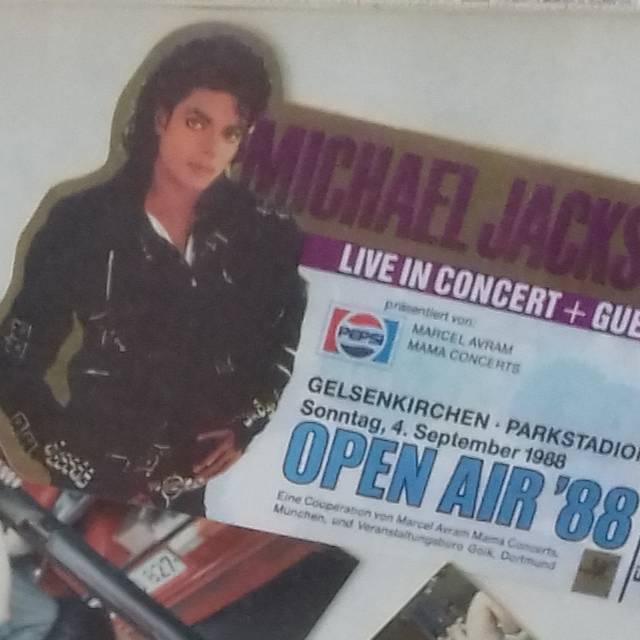 MICHAEL JACKS
LIVE IN CONCERT + GUE
präsentiert von:
PEPSI
MARCEL AVRAM
MAMA CONCERTS
GELSENKIRCHEN · PARKSTADION
Sonntag, 4. September 1988
OPEN AIR '88
Eine Cooperation von Marcel Avram Mama Concerts,
München, und Veranstaltungsbüro Goik, Dortmund